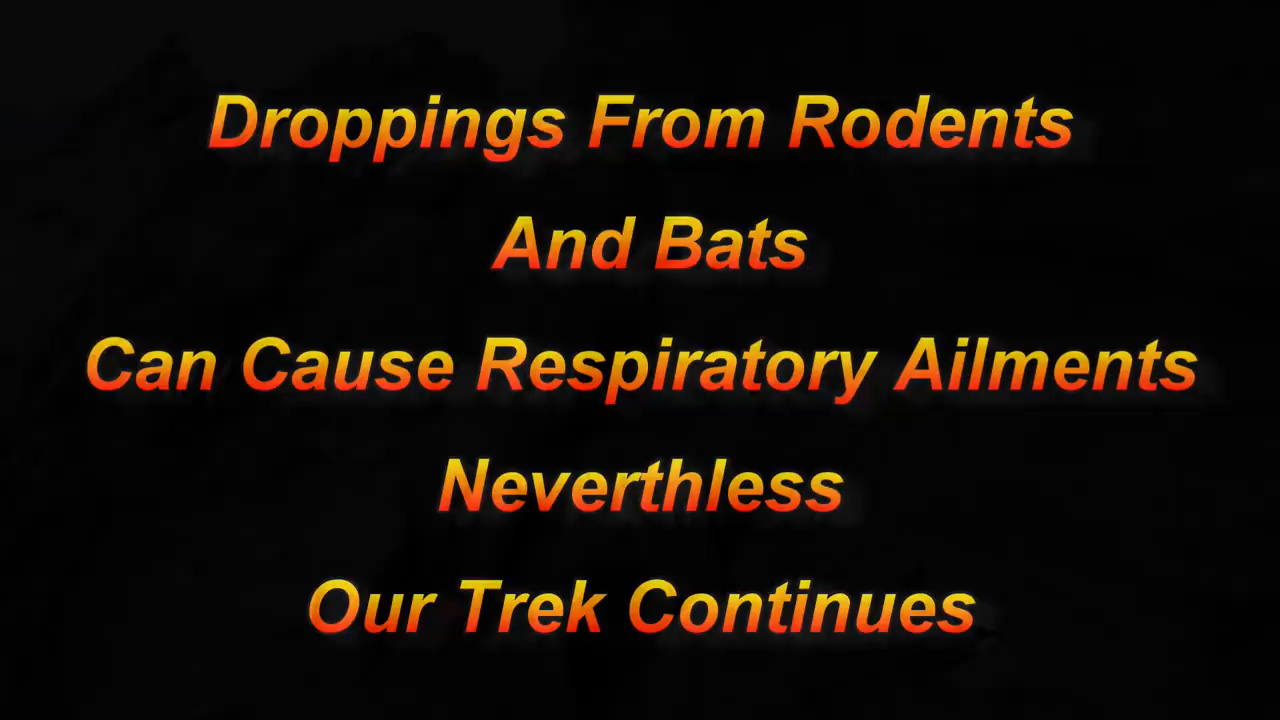 Droppings From Rodents
And Bats
Can Cause Respiratory Ailments
Neverthless
Our Trek Continues